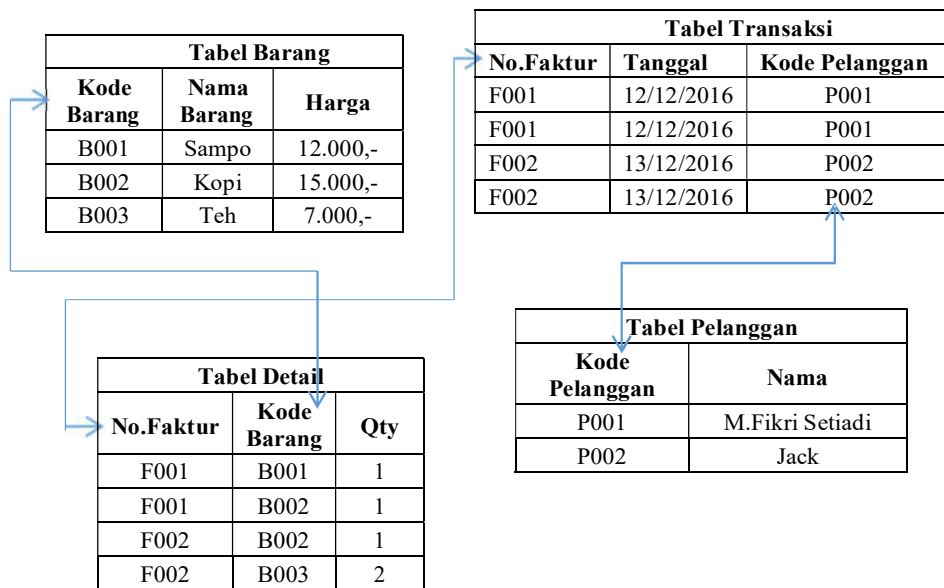 Tabel Barang
Kode Barang Nama Barang Harga
B001 Sampo 12.000,-
B002 Kopi 15.000,-
B003 Teh 7.000,-
Tabel Transaksi
No.Faktur Tanggal Kode Pelanggan
F001 12/12/2016 P001
F001 12/12/2016 P001
F002 13/12/2016 P002
F002 13/12/2016 P002
Tabel Detail
No.Faktur Kode Barang Qty
F001 B001 1
F001 B002 1
F002 B002 1
F002 B003 2
Tabel Pelanggan
Kode Pelanggan Nama
P001 M.Fikri Setiadi
P002 Jack